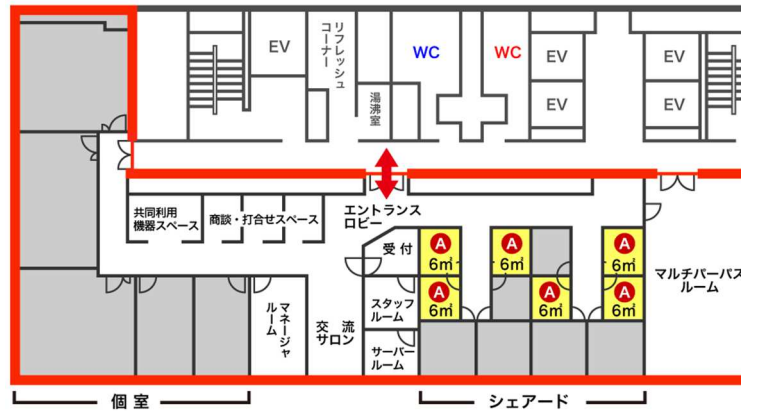 EV
リフレッシュ
コーナー
湯沸室
WC
WC
EV
EV
EV
EV
共同利用
機器スペース
商談・打合せスペース
エントランス
ロビー
受付
A
6㎡
A
6㎡
A
6㎡
A
6㎡
A
6㎡
A
6㎡
マルチパーパス
ルーム
マネージャ
ルーム
交流
サロン
スタッフ
ルーム
サーバー
ルーム
個室
シェアード